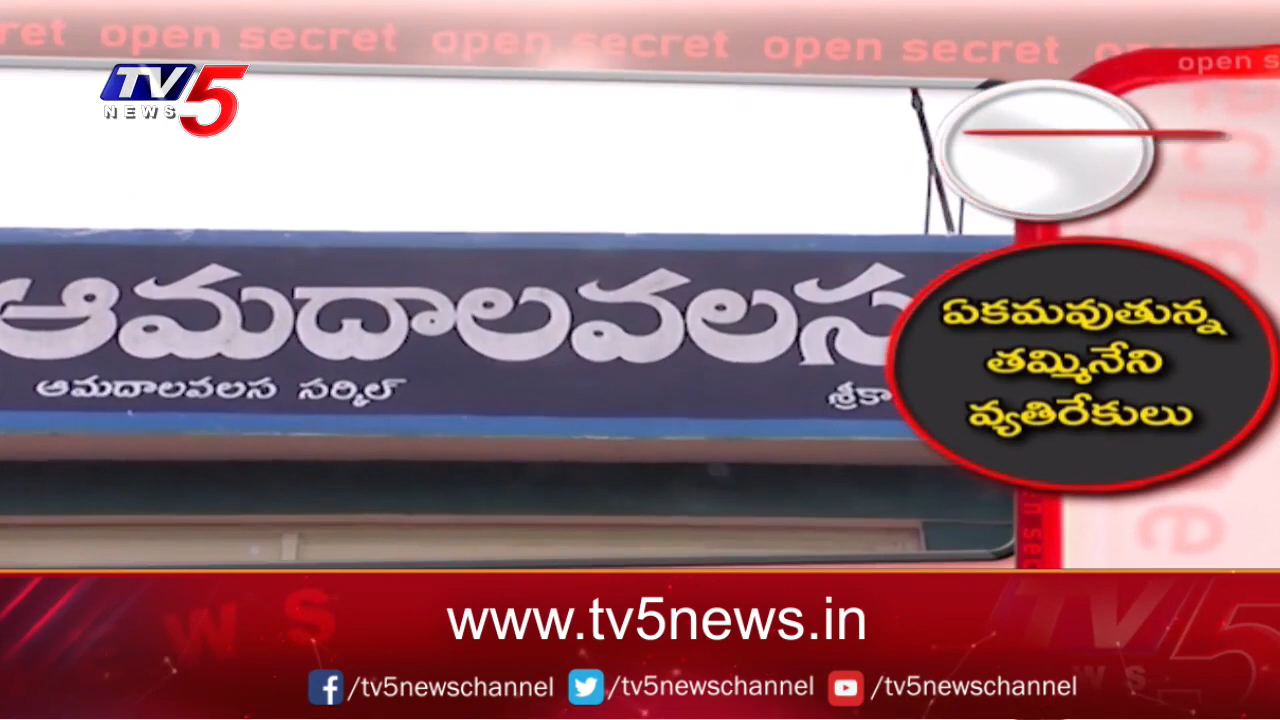 open secret open secret open secret
open
TV5
NEWS
ఆమదాలవలస
ఆమదాలవలస సర్కిల్
ఏకమవుతున్న
తమ్మినేని
వ్యతిరేకులు
www.tv5news.in
/tv5newschannel /tv5newschannel /tv5newschannel